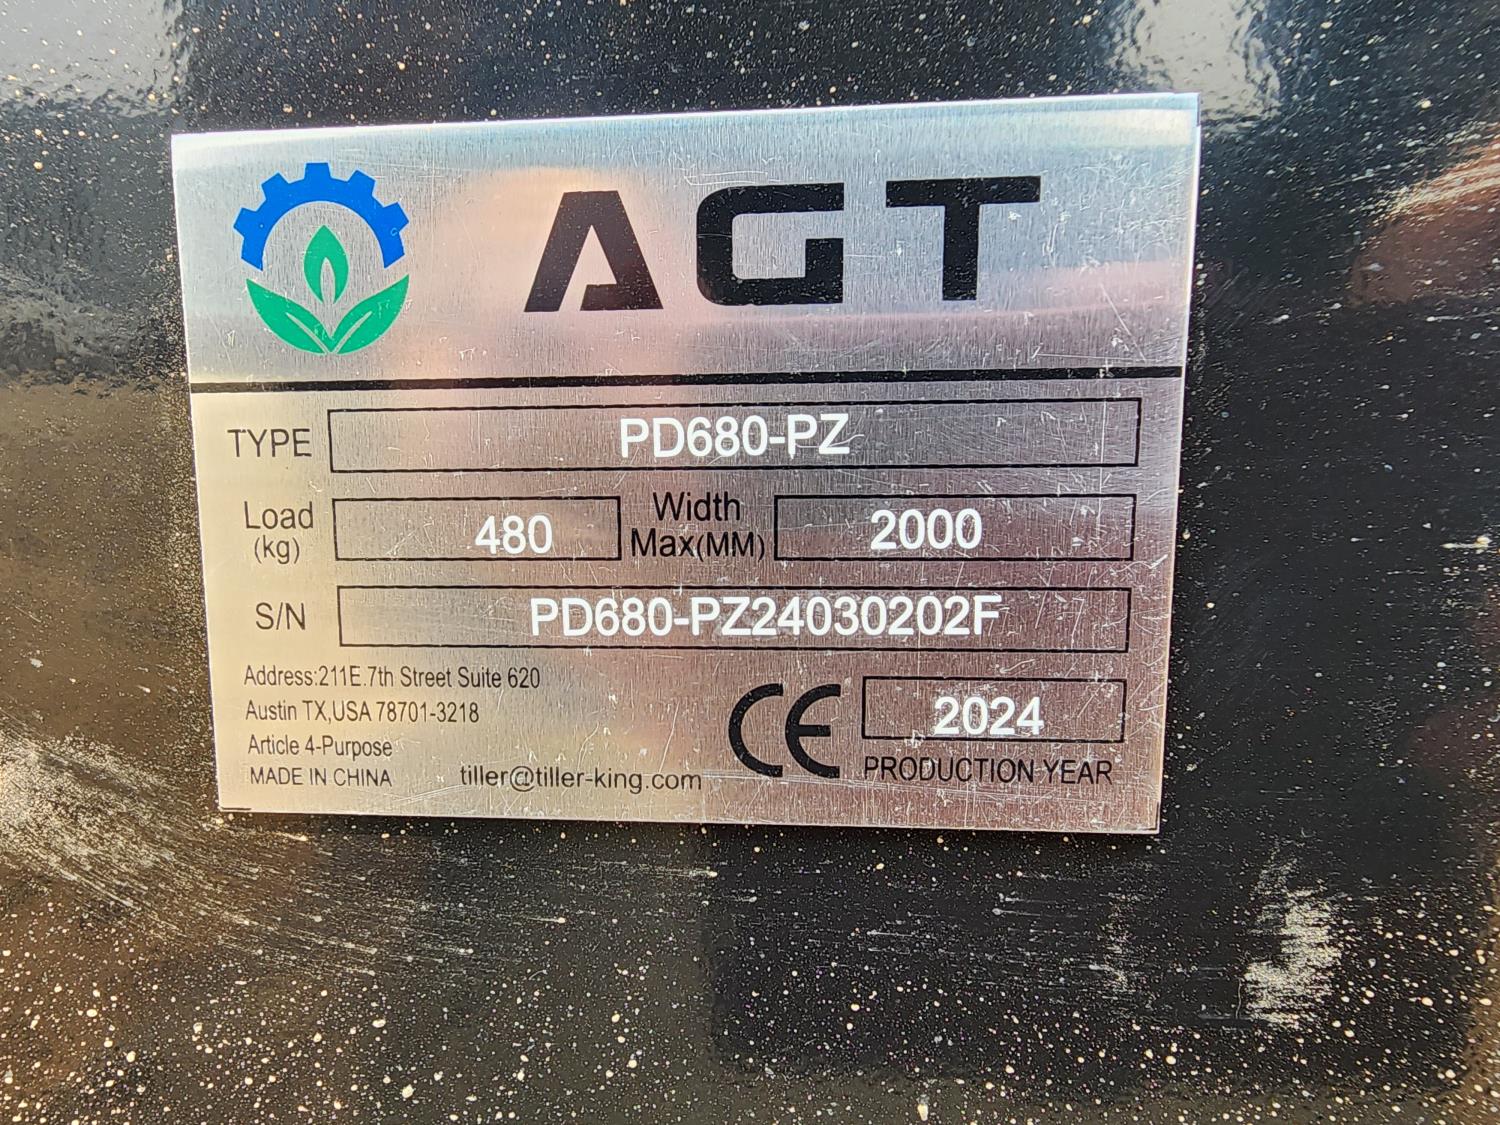 AGT
TYPE PD680-PZ
Load (kg) 480 Width Max(MM) 2000
S/N PD680-PZ24030202F
Address:211E.7th Street Suite 620
Austin TX,USA 78701-3218
Article 4-Purpose
MADE IN CHINA tiller@tiller-king.com
CE 2024
PRODUCTION YEAR